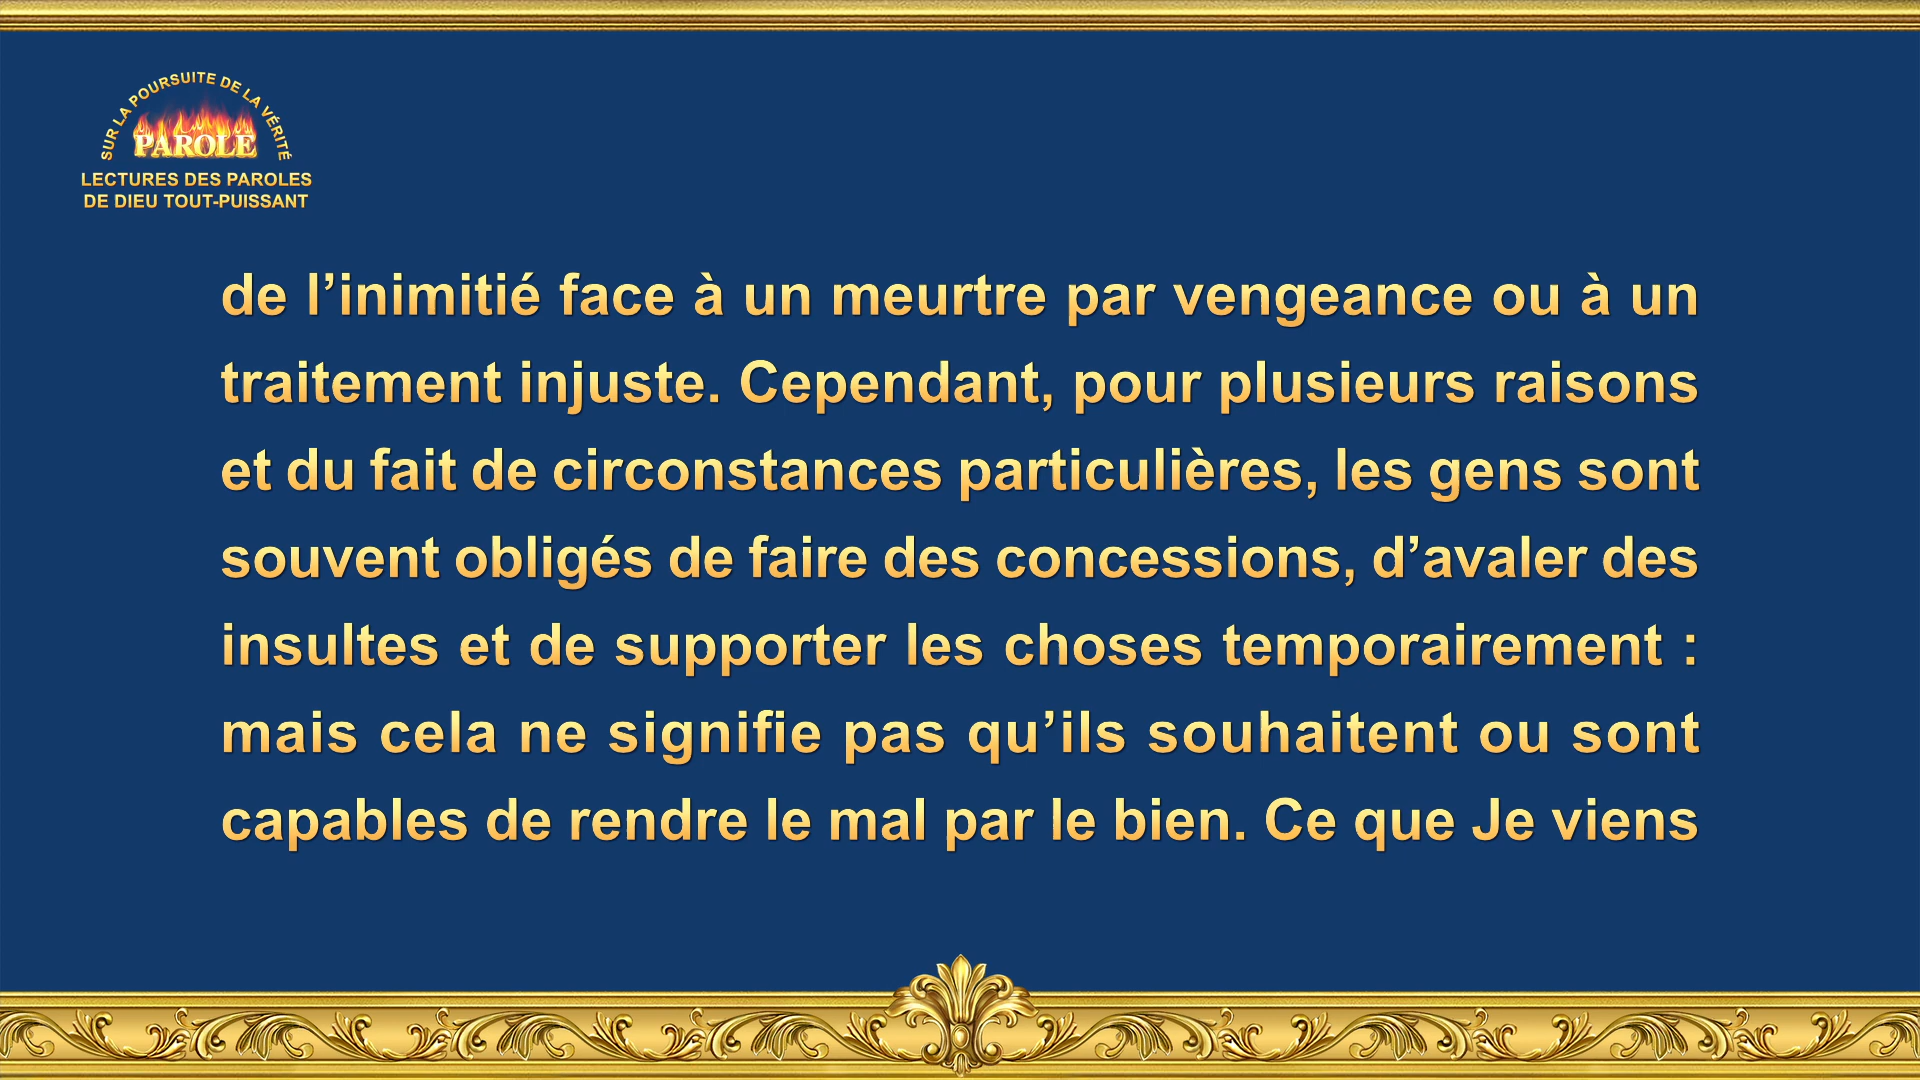 SUR LA POURSUITE DE LA VÉRITÉ
PAROLE
LECTURES DES PAROLES
DE DIEU TOUT-PUISSANT
de l’inimitié face à un meurtre par vengeance ou à un
traitement injuste. Cependant, pour plusieurs raisons
et du fait de circonstances particulières, les gens sont
souvent obligés de faire des concessions, d’avaler des
insultes et de supporter les choses temporairement :
mais cela ne signifie pas qu’ils souhaitent ou sont
capables de rendre le mal par le bien. Ce que Je viens